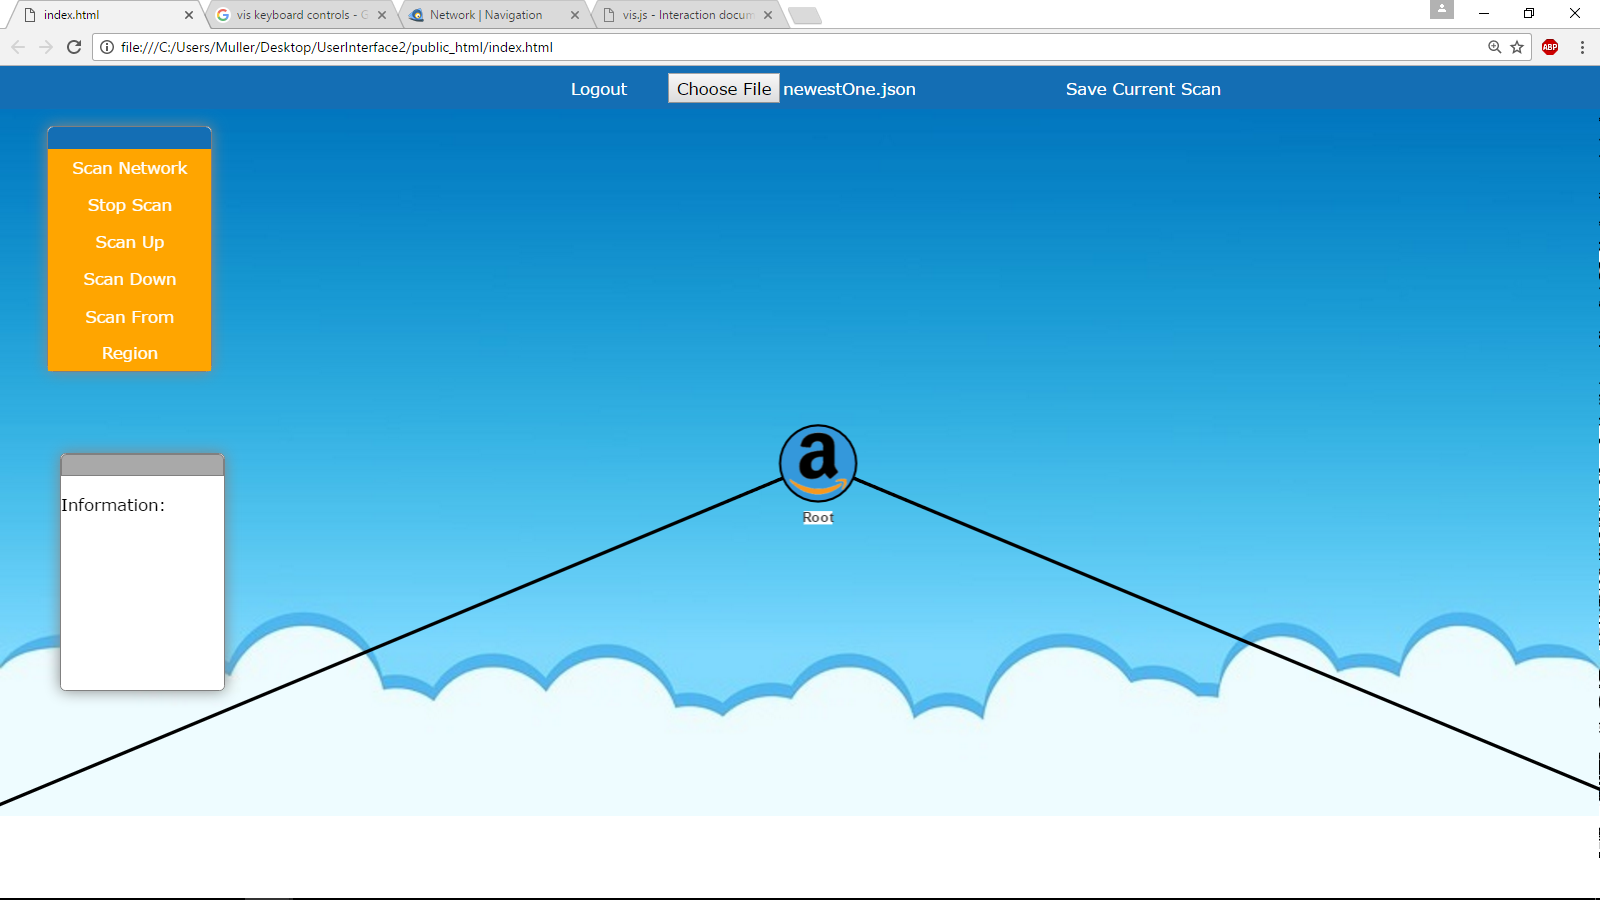 index.html
vis keyboard controls - G
Network | Navigation
vis.js - Interaction docum
file:///C:/Users/Muller/Desktop/UserInterface2/public_html/index.html
ABP
Logout
Choose File newestOne.json
Save Current Scan
Scan Network
Stop Scan
Scan Up
Scan Down
Scan From
Region
Information:
a
Root